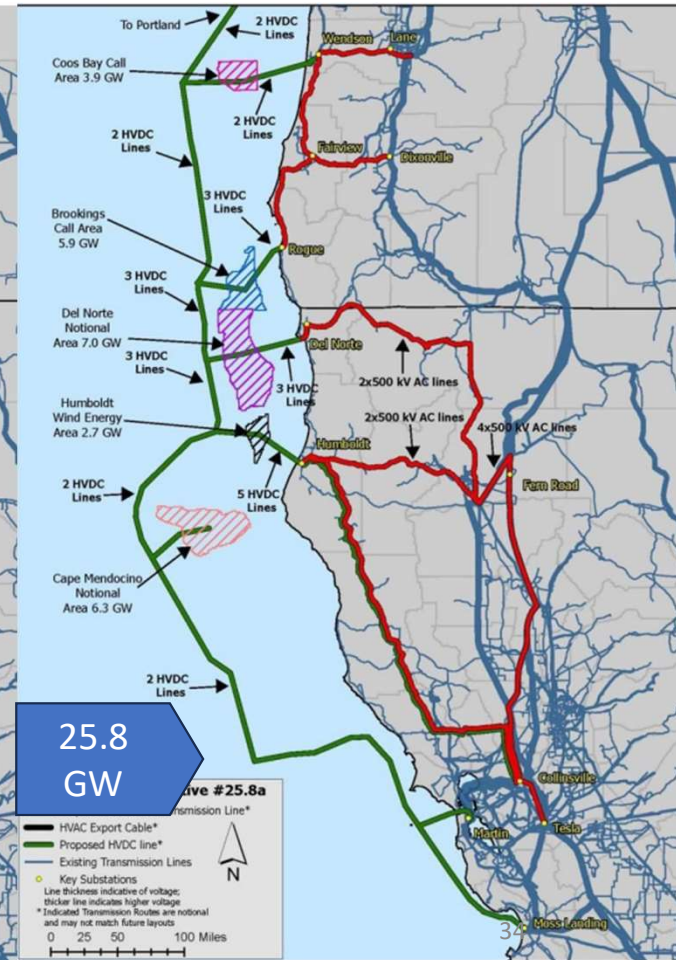 To Portland
2 HVDC
Lines
Wendson
Lane
Coos Bay Call
Area 3.9 GW
2 HVDC
Lines
2 HVDC
Lines
Fairview
Dixonville
3 HVDC
Lines
Brookings
Call Area
5.9 GW
Rogue
3 HVDC
Lines
Del Norte
Notional
Area 7.0 GW
Del Norte
3 HVDC
Lines
2x500 kV AC lines
3 HVDC
Lines
Humboldt
Wind Energy
Area 2.7 GW
2x500 kV AC lines
4x500 kV AC lines
Humboldt
Fern Road
2 HVDC
Lines
5 HVDC
Lines
Cape Mendocino
Notional
Area 6.3 GW
2 HVDC
Lines
25.8
GW
ive #25.8a
nsmission Line*
HVAC Export Cable*
Proposed HVDC line*
Existing Transmission Lines
Key Substations
Line thickness indicative of voltage;
thicker line indicates higher voltage
* Indicated Transmission Routes are notional
and may not match future layouts
N
0 25 50 100 Miles
Collinsville
Tesla
Martin
Moss Landing
34